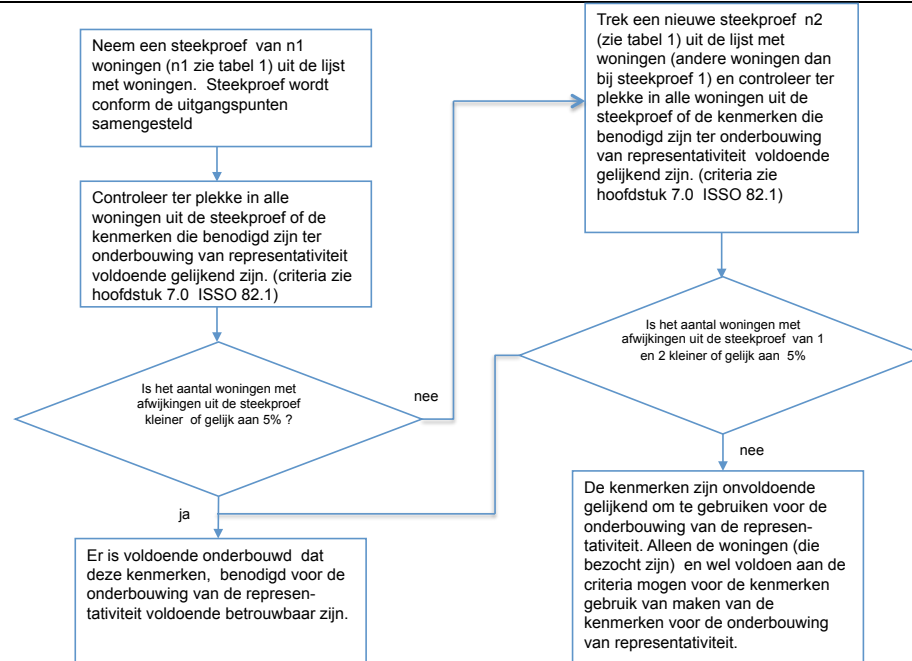 Neem een steekproef van n1
woningen (n1 zie tabel 1) uit de lijst
met woningen. Steekproef wordt
conform de uitgangspunten
samengesteld
Controleer ter plekke in alle
woningen uit de steekproef of de
kenmerken die benodigd zijn ter
onderbouwing van representativiteit
voldoende gelijkend zijn. (criteria zie
hoofdstuk 7.0 ISSO 82.1)
Is het aantal woningen met
afwijkingen uit de steekproef
kleiner of gelijk aan 5% ?
nee
ja
Er is voldoende onderbouwd dat
deze kenmerken, benodigd voor de
onderbouwing van de represen-
tativiteit voldoende betrouwbaar zijn.
Trek een nieuwe steekproef n2
(zie tabel 1) uit de lijst met
woningen (andere woningen dan
bij steekproef 1) en controleer ter
plekke in alle woningen uit de
steekproef of de kenmerken die
benodigd zijn ter onderbouwing
van representativiteit voldoende
gelijkend zijn. (criteria zie
hoofdstuk 7.0 ISSO 82.1)
Is het aantal woningen met
afwijkingen uit de steekproef van 1
en 2 kleiner of gelijk aan 5%
nee
De kenmerken zijn onvoldoende
gelijkend om te gebruiken voor de
onderbouwing van de represen-
tativiteit. Alleen de woningen (die
bezocht zijn) en wel voldoen aan de
criteria mogen voor de kenmerken
gebruik van maken van de
kenmerken voor de onderbouwing
van representativiteit.